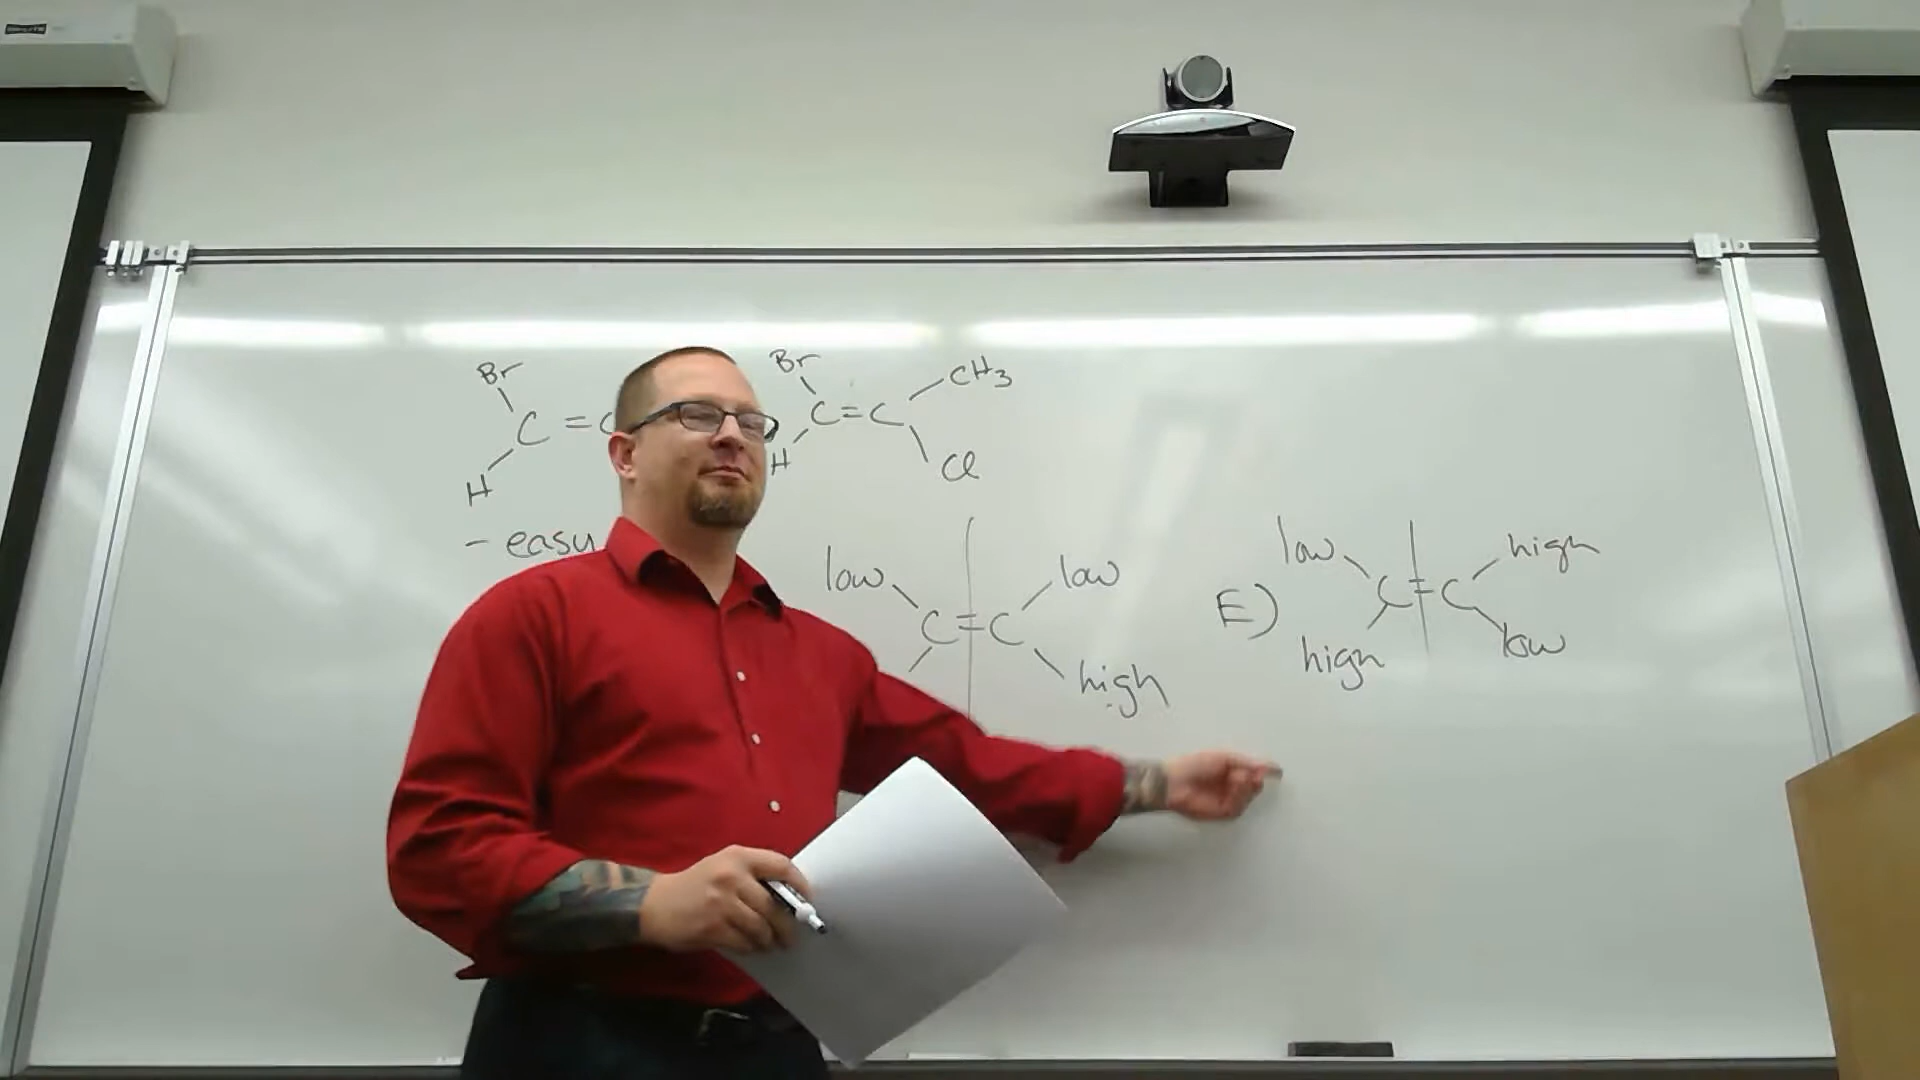 Br
C = C
H
- easy
Br
C = C
CH3
H
Cl
low
low
C = C
high
E)
low
high
C = C
high
low